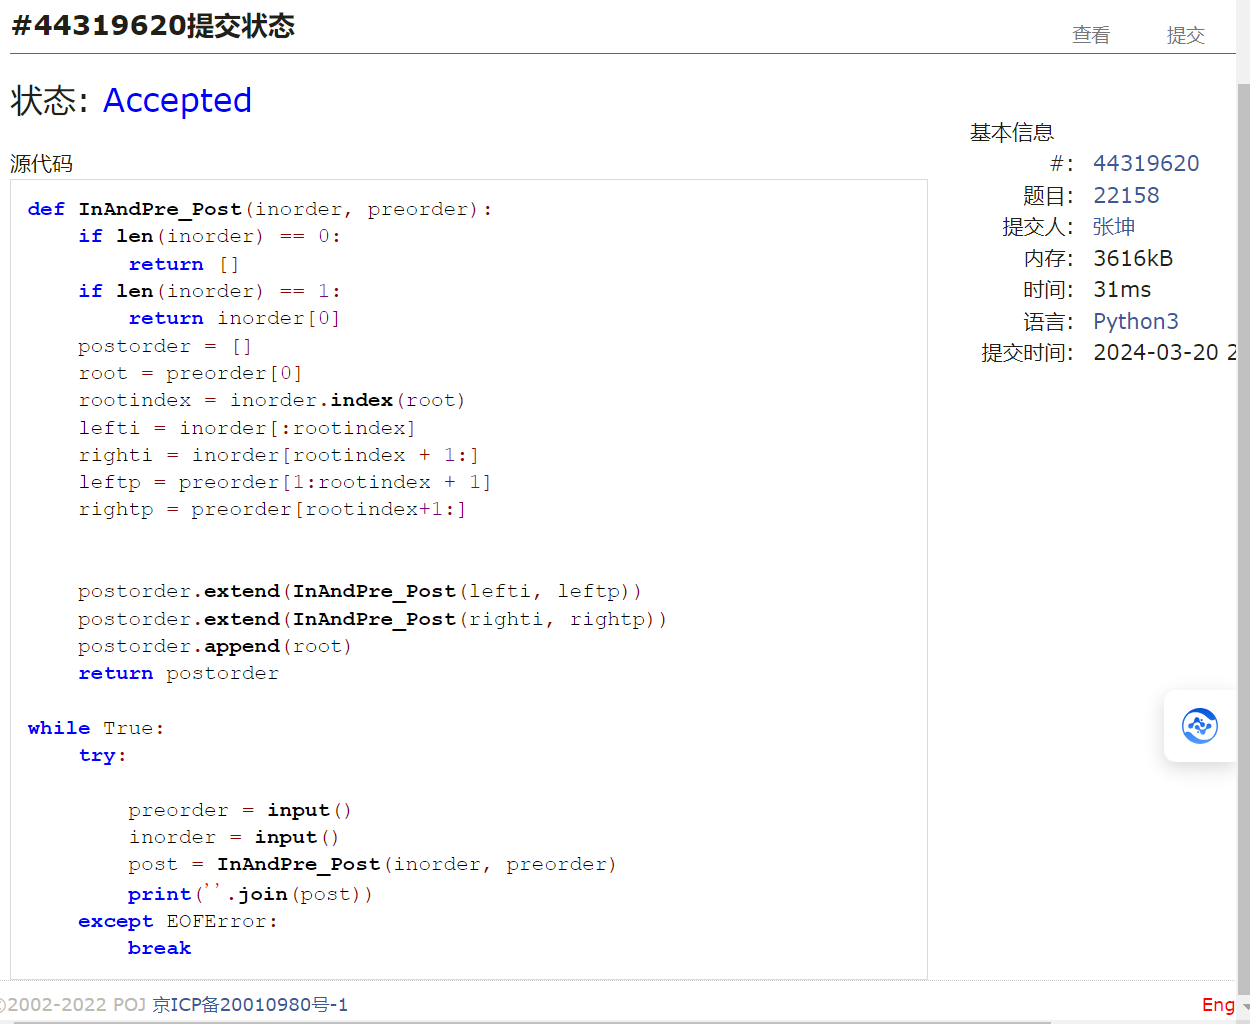 #44319620提交状态
查看 提交
状态: Accepted
基本信息
#: 44319620
题目: 22158
提交人: 张坤
内存: 3616kB
时间: 31ms
语言: Python3
提交时间: 2024-03-20
源代码
def InAndPre_Post(inorder, preorder):
    if len(inorder) == 0:
        return []
    if len(inorder) == 1:
        return inorder[0]
    postorder = []
    root = preorder[0]
    rootindex = inorder.index(root)
    lefti = inorder[:rootindex]
    righti = inorder[rootindex + 1:]
    leftp = preorder[1:rootindex + 1]
    rightp = preorder[rootindex+1:]
    postorder.extend(InAndPre_Post(lefti, leftp))
    postorder.extend(InAndPre_Post(righti, rightp))
    postorder.append(root)
    return postorder
while True:
    try:
        preorder = input()
        inorder = input()
        post = InAndPre_Post(inorder, preorder)
        print(''.join(post))
    except EOFError:
        break
©2002-2022 POJ 京ICP备20010980号-1
Eng